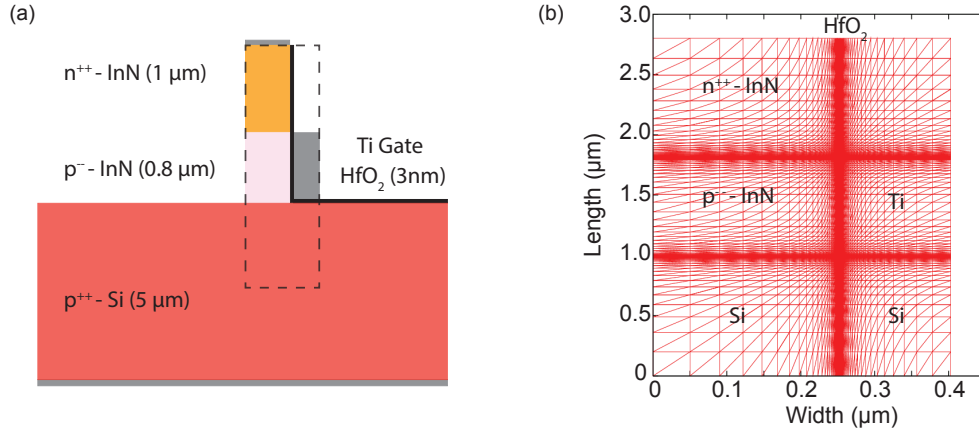 (a)
n⁺⁺- InN (1 μm)
p⁻⁻- InN (0.8 μm)
Ti Gate
HfO₂ (3nm)
p⁺⁺- Si (5 μm)
(b)
HfO₂
3.0
2.5
2.0
1.5
1.0
0.5
0
Length (μm)
n⁺⁺- InN
p⁻⁻- InN
Ti
Si
Si
0
0.1
0.2
0.3
0.4
Width (μm)